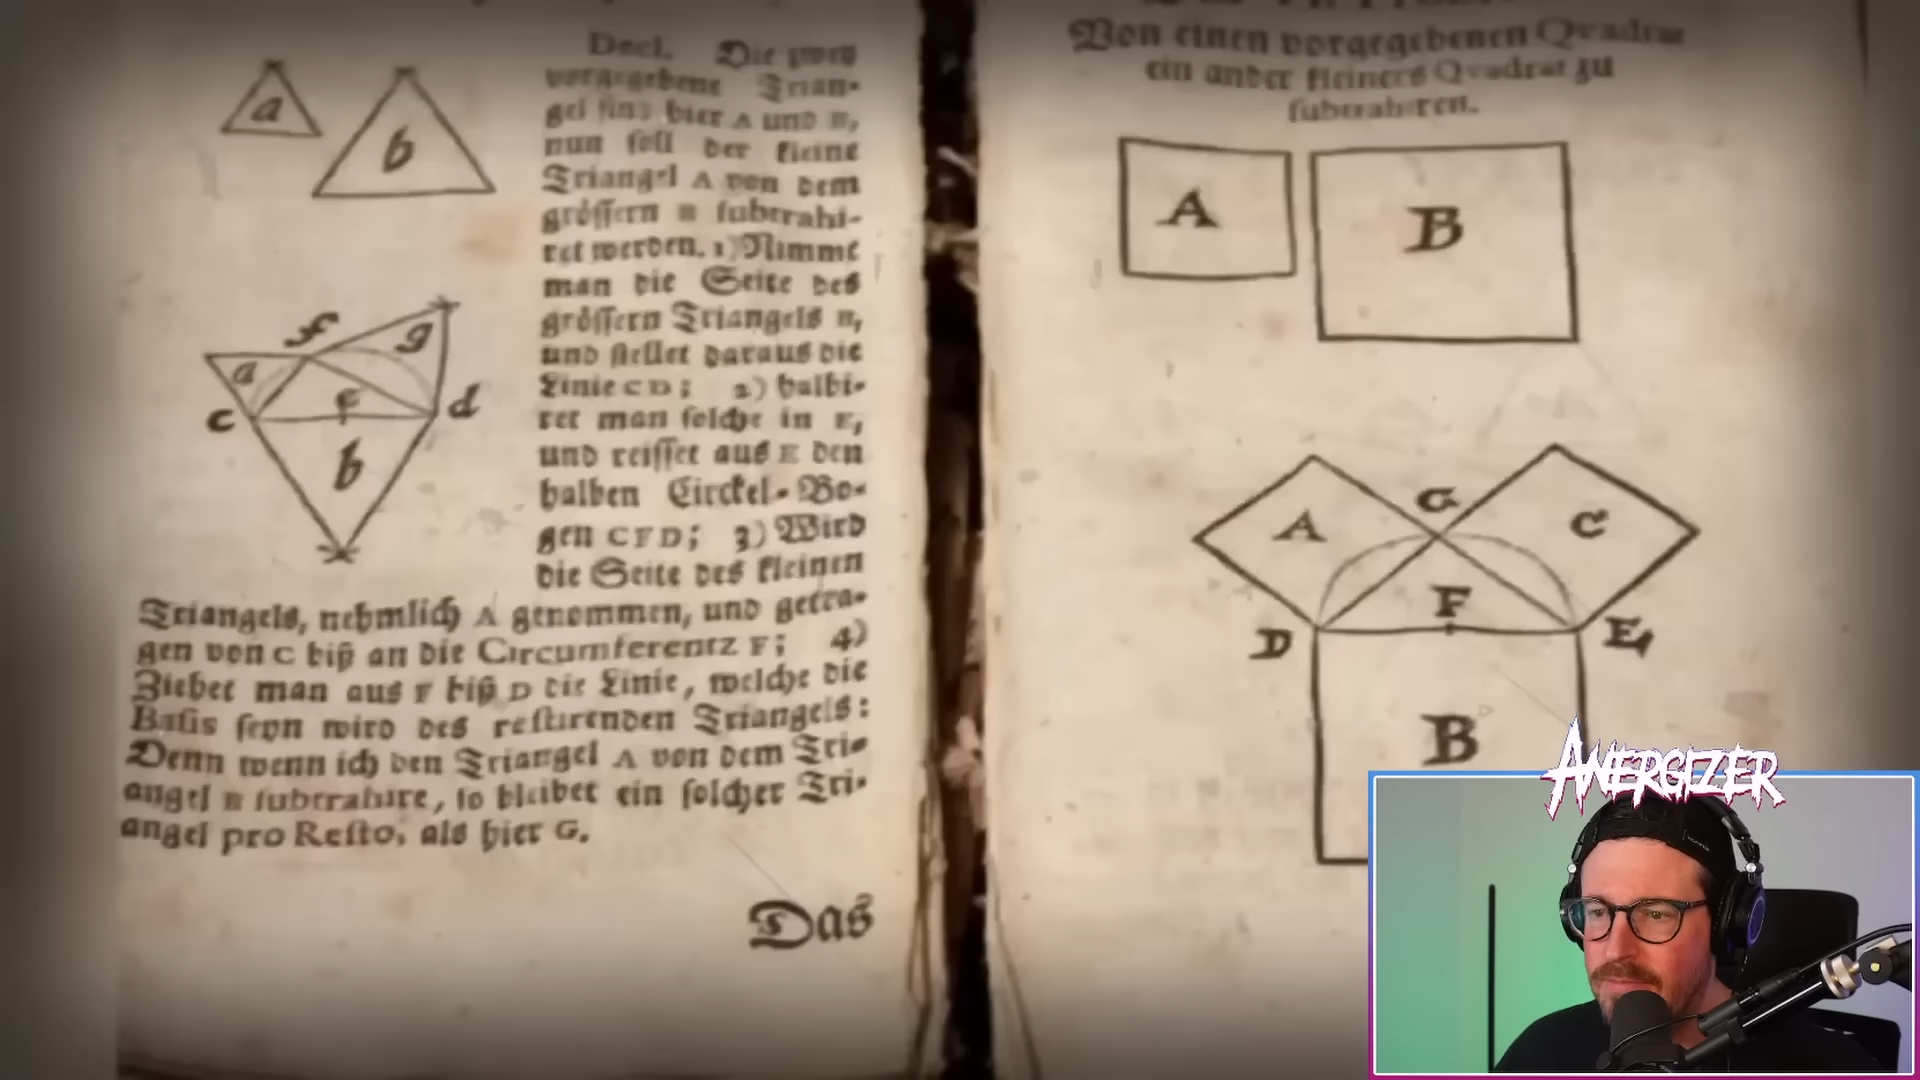 a
b
Decl. Die zwey
vorgegebene Trian-
gel sind hier A und B,
nun soll der kleine
Triangel A von dem
grössern B subtrahi-
ret werden. 1) Nimmt
man die Seite des
grössern Triangels B,
und stellet daraus die
Linie C D; 2) halbi-
ret man solche in E,
und reisset aus E den
halben Circkel-Bo-
gen C F D; 3) Wird
die Seite des kleinen
Triangels, nehmlich A genommen, und getra-
gen von C biß an die Circumferentz F; 4)
Ziehet man aus F biß D die Linie, welche die
Basis seyn wird des restirenden Triangels:
Denn wenn ich den Triangel A von dem Tri-
angel B subtrahire, so bleibet ein solcher Tri-
angel pro Resto, als hier G.
f
g
a
e
c
d
b
Das
Von einen vorgegebenen Qvadrat
ein ander kleiners Qvadrat zu
subtrahiren.
A
B
G
A
C
F
D
E
B
ANERGIZER